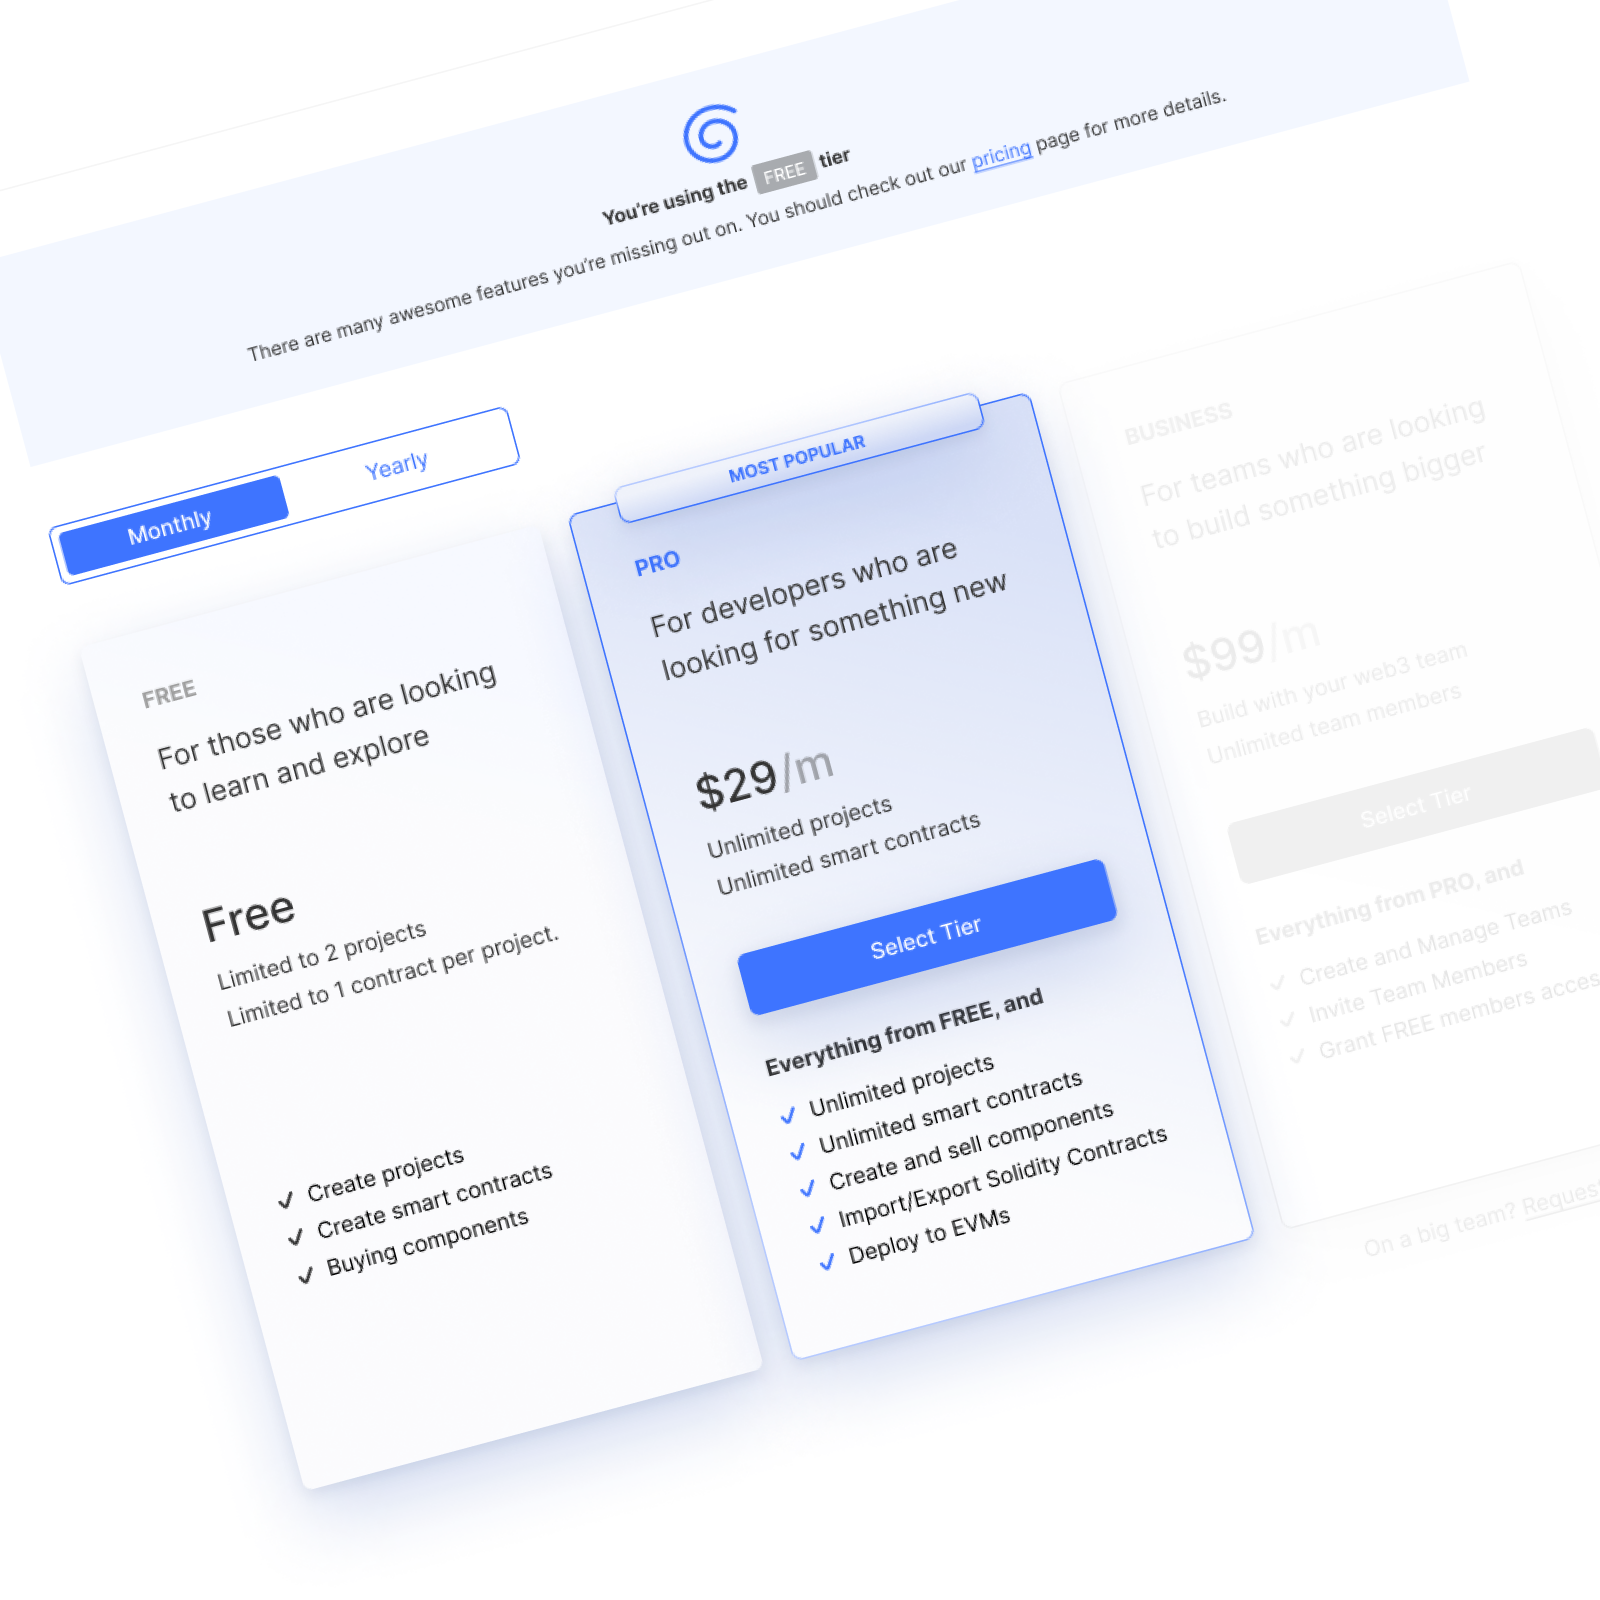 You're using the FREE tier
There are many awesome features you're missing out on. You should check out our pricing page for more details.
Monthly
Yearly
FREE
For those who are looking
to learn and explore
Free
Limited to 2 projects
Limited to 1 contract per project.
Create projects
Create smart contracts
Buying components
MOST POPULAR
PRO
For developers who are
looking for something new
$29/m
Unlimited projects
Unlimited smart contracts
Select Tier
Everything from FREE, and
Unlimited projects
Unlimited smart contracts
Create and sell components
Import/Export Solidity Contracts
Deploy to EVMs
BUSINESS
For teams who are looking
to build something bigger
$99/m
Build with your web3 team
Unlimited team members
Select Tier
Everything from PRO, and
Create and Manage Teams
Invite Team Members
Grant FREE members
On a big team?